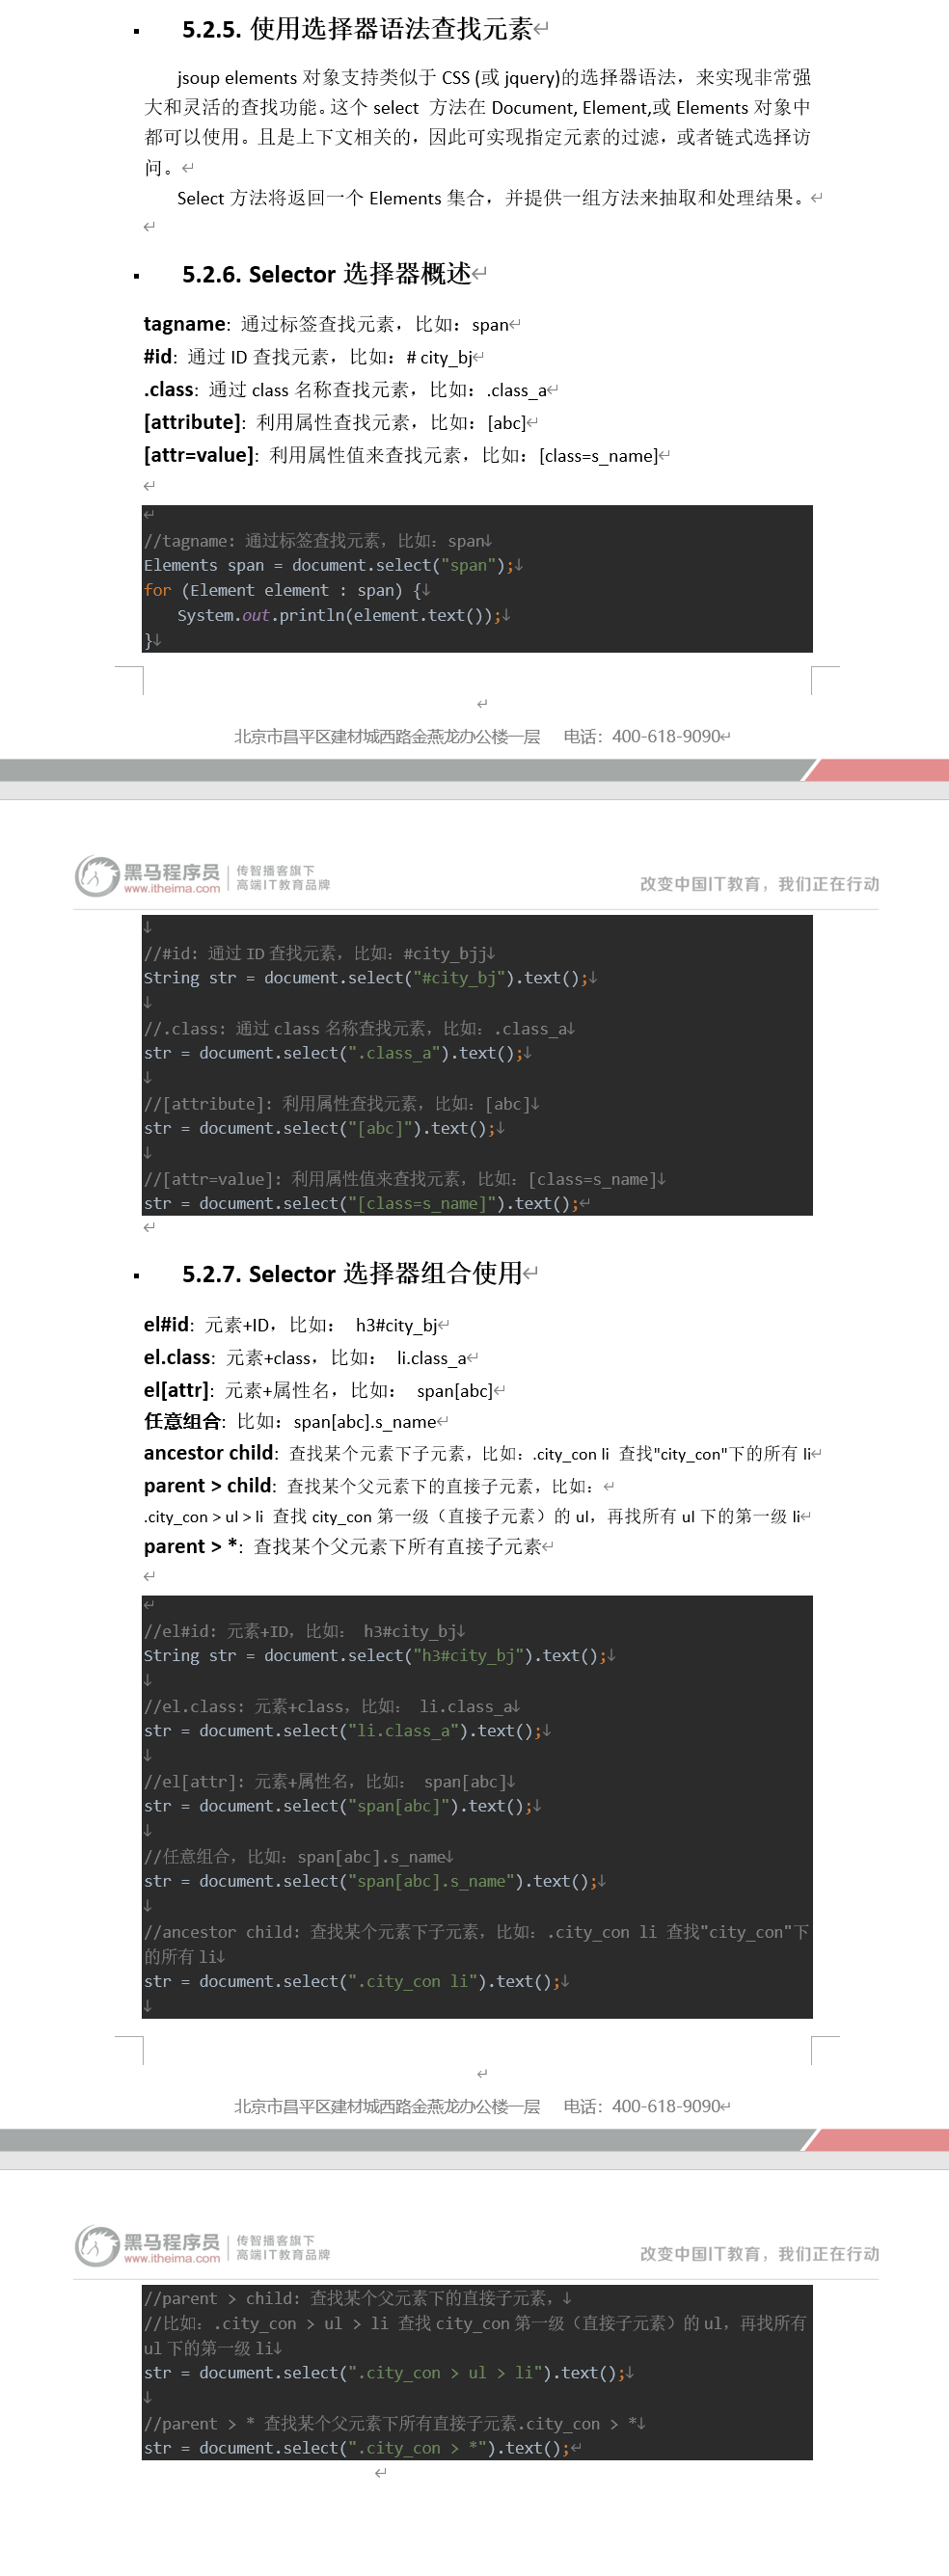 5.2.5. 使用选择器语法查找元素
jsoup elements 对象支持类似于 CSS (或 jquery)的选择器语法，来实现非常强
大和灵活的查找功能。这个 select 方法在 Document, Element,或 Elements 对象中
都可以使用。且是上下文相关的，因此可实现指定元素的过滤，或者链式选择访
问。
Select 方法将返回一个 Elements 集合，并提供一组方法来抽取和处理结果。
5.2.6. Selector 选择器概述
tagname: 通过标签查找元素，比如：span
#id: 通过 ID 查找元素，比如：# city_bj
.class: 通过 class 名称查找元素，比如：.class_a
[attribute]: 利用属性查找元素，比如：[abc]
[attr=value]: 利用属性值来查找元素，比如：[class=s_name]
//tagname: 通过标签查找元素，比如：span
Elements span = document.select("span");
for (Element element : span) {
System.out.println(element.text());
}
北京市昌平区建材城西路金燕龙办公楼一层 电话：400-618-9090
黑马程序员 传智播客旗下
www.itheima.com 高端IT教育品牌
改变中国IT教育，我们正在行动
//#id: 通过 ID 查找元素，比如：#city_bjj
String str = document.select("#city_bj").text();
//.class: 通过 class 名称查找元素，比如：.class_a
str = document.select(".class_a").text();
//[attribute]: 利用属性查找元素，比如：[abc]
str = document.select("[abc]").text();
//[attr=value]: 利用属性值来查找元素，比如：[class=s_name]
str = document.select("[class=s_name]").text();
5.2.7. Selector 选择器组合使用
el#id: 元素+ID，比如： h3#city_bj
el.class: 元素+class，比如： li.class_a
el[attr]: 元素+属性名，比如： span[abc]
任意组合: 比如：span[abc].s_name
ancestor child: 查找某个元素下子元素，比如：.city_con li 查找"city_con"下的所有 li
parent > child: 查找某个父元素下的直接子元素，比如：
.city_con > ul > li 查找 city_con 第一级（直接子元素）的 ul，再找所有 ul 下的第一级 li
parent > *: 查找某个父元素下所有直接子元素
//el#id: 元素+ID，比如： h3#city_bj
String str = document.select("h3#city_bj").text();
//el.class: 元素+class，比如： li.class_a
str = document.select("li.class_a").text();
//el[attr]: 元素+属性名，比如： span[abc]
str = document.select("span[abc]").text();
//任意组合，比如：span[abc].s_name
str = document.select("span[abc].s_name").text();
//ancestor child: 查找某个元素下子元素，比如：.city_con li 查找"city_con"下
的所有 li
str = document.select(".city_con li").text();
北京市昌平区建材城西路金燕龙办公楼一层 电话：400-618-9090
黑马程序员 传智播客旗下
www.itheima.com 高端IT教育品牌
改变中国IT教育，我们正在行动
//parent > child: 查找某个父元素下的直接子元素，
//比如：.city_con > ul > li 查找 city_con 第一级（直接子元素）的 ul，再找所有
ul 下的第一级 li
str = document.select(".city_con > ul > li").text();
//parent > * 查找某个父元素下所有直接子元素.city_con > *
str = document.select(".city_con > *").text();